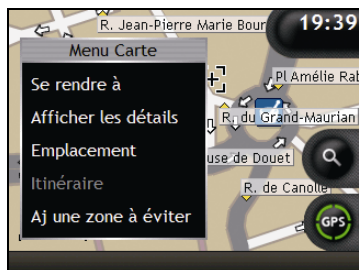 R. Jean-Pierre Marie Bour
19:39
Menu Carte
Se rendre à
Pl Amélie Rab
Afficher les détails
R. du Grand-Maurian
Emplacement
use de Douet
Itinéraire
R. de Canolle
GPS
Aj une zone à éviter